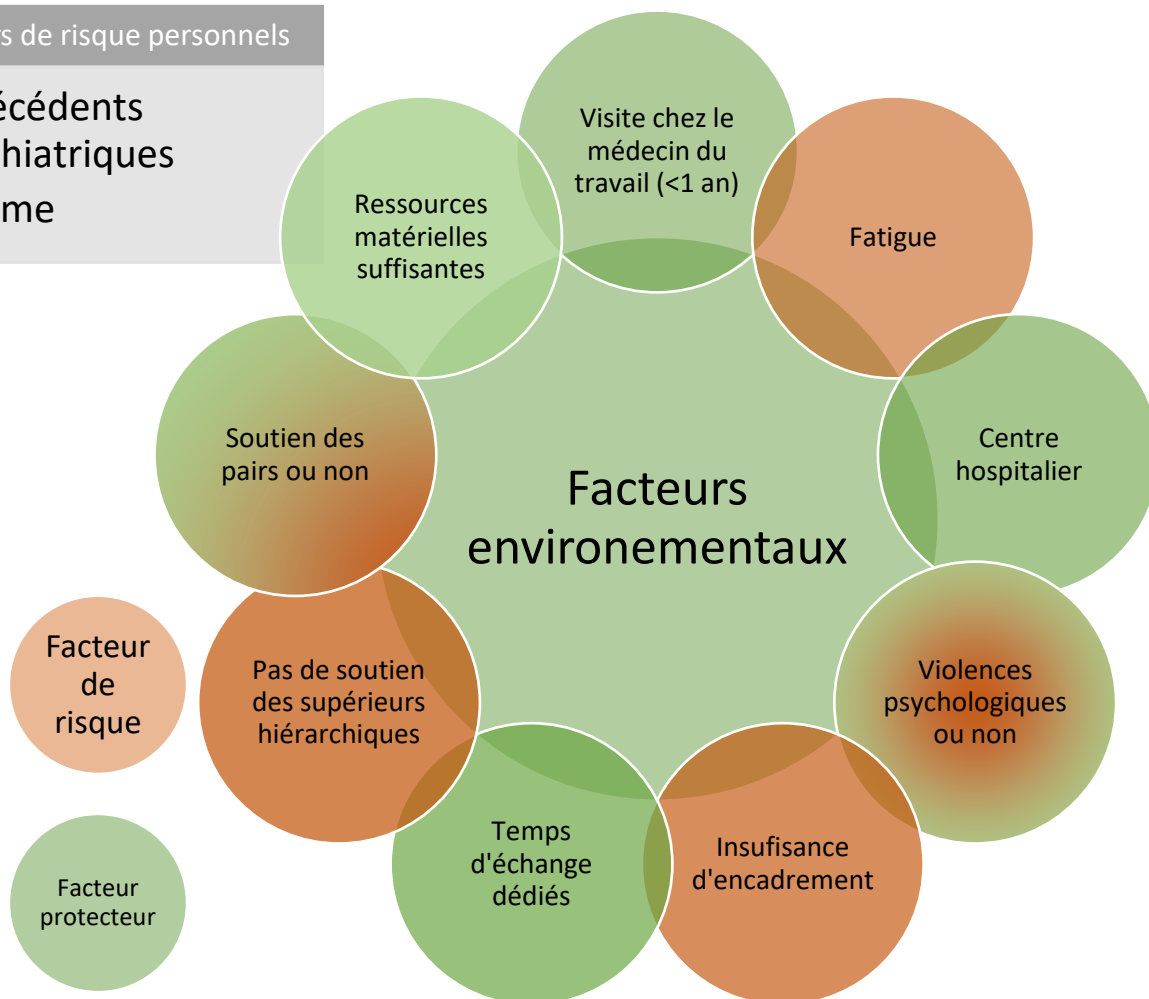 s de risque personnels
écédents
hiatriques
me
Visite chez le
médecin du
travail (<1 an)
Ressources
matérielles
suffisantes
Fatigue
Soutien des
pairs ou non
Centre
hospitalier
Facteurs
environementaux
Facteur
de
risque
Pas de soutien
des supérieurs
hiérarchiques
Violences
psychologiques
ou non
Temps
d'échange
dédiés
Insufisance
d'encadrement
Facteur
protecteur